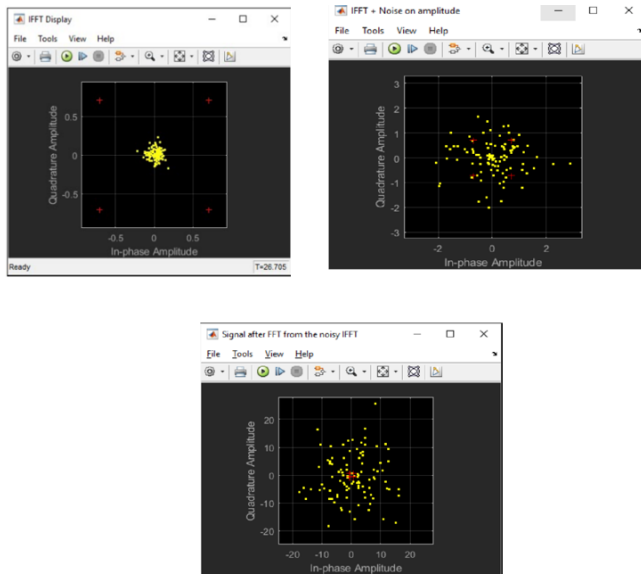 IFFT Display
File Tools View Help
0.5
0
-0.5
Quadrature Amplitude
-0.5 0 0.5
In-phase Amplitude
Ready T=26.705
IFFT + Noise on amplitude
File Tools View Help
3
2
1
0
-1
-2
-3
Quadrature Amplitude
-2 0 2
In-phase Amplitude
Signal after FFT from the noisy IFFT
File Tools View Help
20
10
0
-10
-20
Quadrature Amplitude
-20 -10 0 10 20
In-phase Amplitude